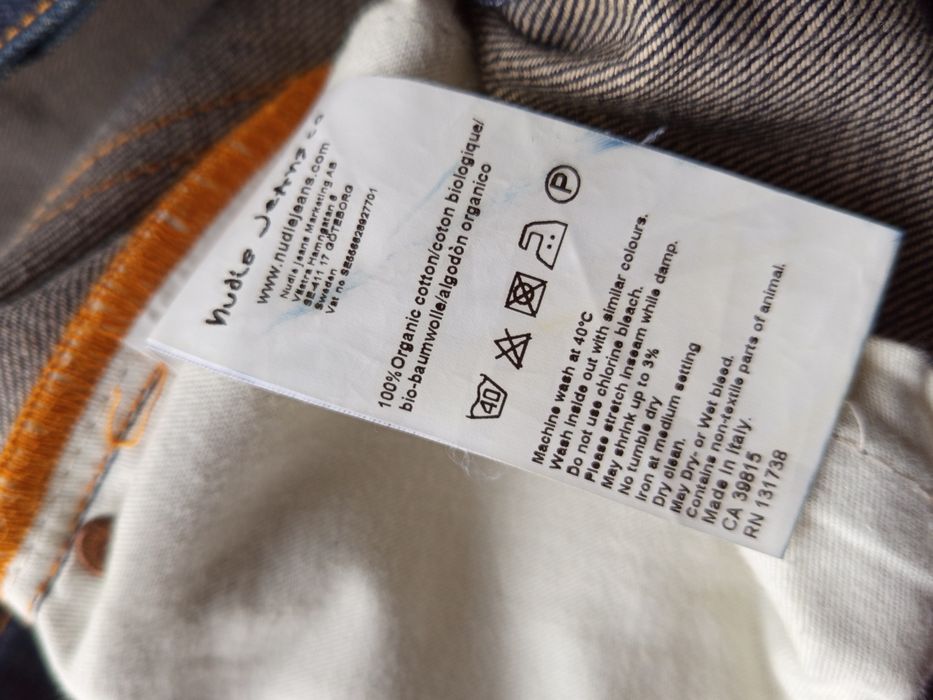 nudie jeans co
www.nudiejeans.com
Nudie Jeans Marketing AB
Västra Hamngatan 6
SE-411 17 GÖTEBORG
Sweden
Vat no SE556628927701
100% Organic cotton/coton biologique/
bio-baumwolle/algodòn organico
40 P
Machine wash at 40°C
Wash inside out with similar colours.
Do not use chlorine bleach.
Please stretch inseam while damp.
May shrink up to 3%
No tumble dry
Iron at medium setting
Dry clean.
May Dry- or Wet bleed.
Contains non-textile parts of animal.
Made in Italy.
CA 39815
RN 131738